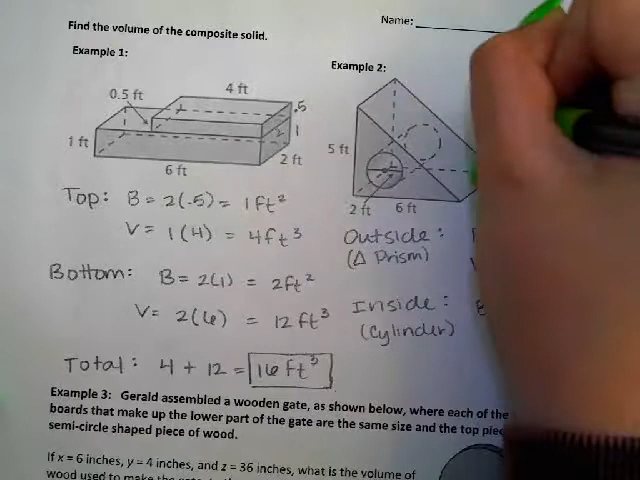 Name:
Find the volume of the composite solid.
Example 1:
Example 2:
0.5 ft
4 ft
.5
1
1 ft
2 ft
6 ft
5 ft
2 ft
6 ft
Top: B = 2(.5) = 1 ft²
V = 1(4) = 4ft³
Bottom: B = 2(1) = 2ft²
V = 2(6) = 12 ft³
Total: 4 + 12 = 16 ft³
Outside:
(Δ Prism)
Inside:
(Cylinder)
Example 3: Gerald assembled a wooden gate, as shown below, where each of the
boards that make up the lower part of the gate are the same size and the top
semi-circle shaped piece of wood.
If x = 6 inches, y = 4 inches, and z = 36 inches, what is the volume of
wood used to make the